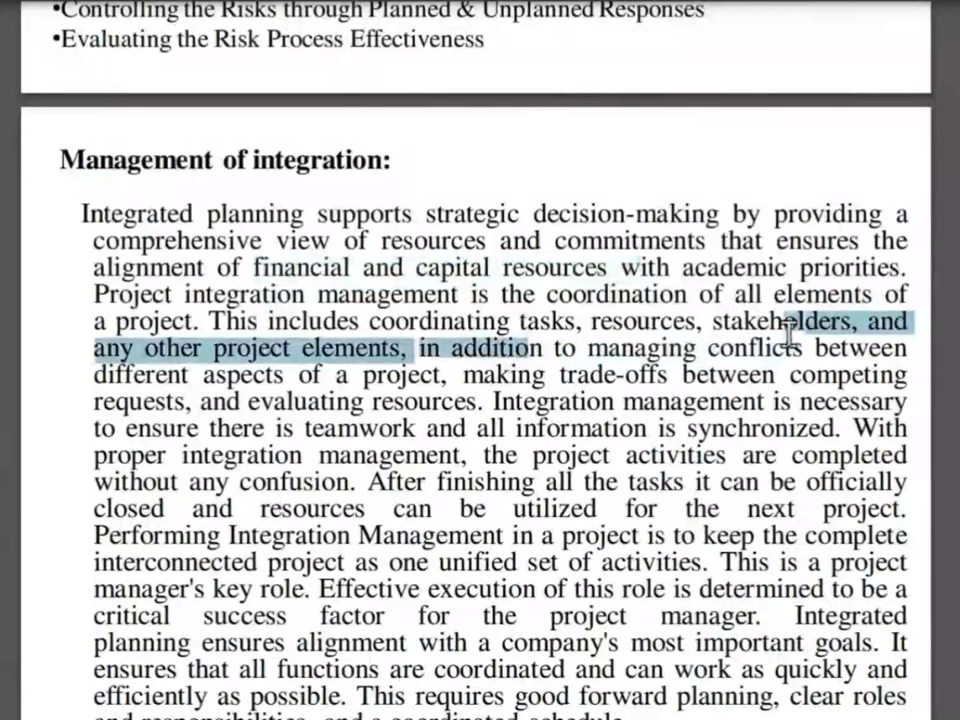 •Controlling the Risks through Planned & Unplanned Responses
•Evaluating the Risk Process Effectiveness
Management of integration:
Integrated planning supports strategic decision-making by providing a
comprehensive view of resources and commitments that ensures the
alignment of financial and capital resources with academic priorities.
Project integration management is the coordination of all elements of
a project. This includes coordinating tasks, resources, stakeholders, and
any other project elements, in addition to managing conflicts between
different aspects of a project, making trade-offs between competing
requests, and evaluating resources. Integration management is necessary
to ensure there is teamwork and all information is synchronized. With
proper integration management, the project activities are completed
without any confusion. After finishing all the tasks it can be officially
closed and resources can be utilized for the next project.
Performing Integration Management in a project is to keep the complete
interconnected project as one unified set of activities. This is a project
manager's key role. Effective execution of this role is determined to be a
critical success factor for the project manager. Integrated
planning ensures alignment with a company's most important goals. It
ensures that all functions are coordinated and can work as quickly and
efficiently as possible. This requires good forward planning, clear roles
and responsibilities, and a coordinated schedule.